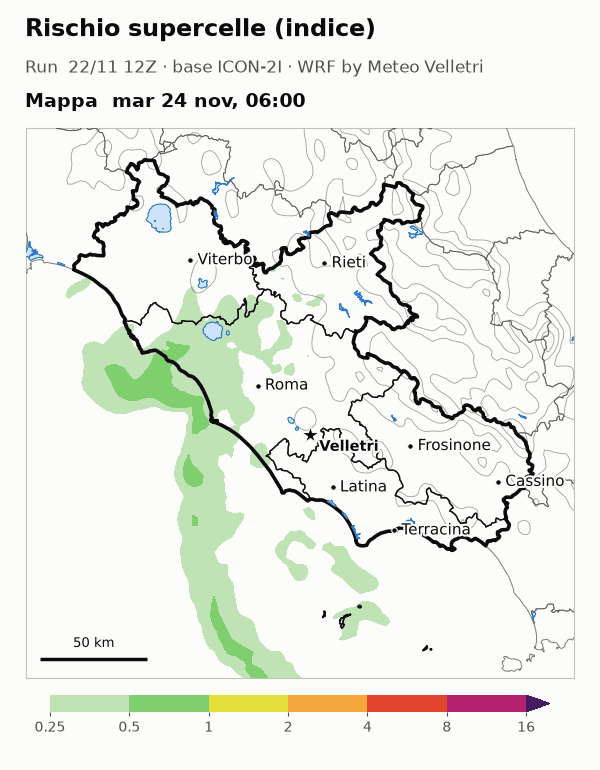 Rischio supercelle (indice)
Run  22/11 12Z · base ICON-2I · WRF by Meteo Velletri
Mappa  mar 24 nov, 06:00
Viterbo
Rieti
Roma
Velletri
Frosinone
Cassino
Latina
Terracina
50 km
0.25 0.5 1 2 4 8 16